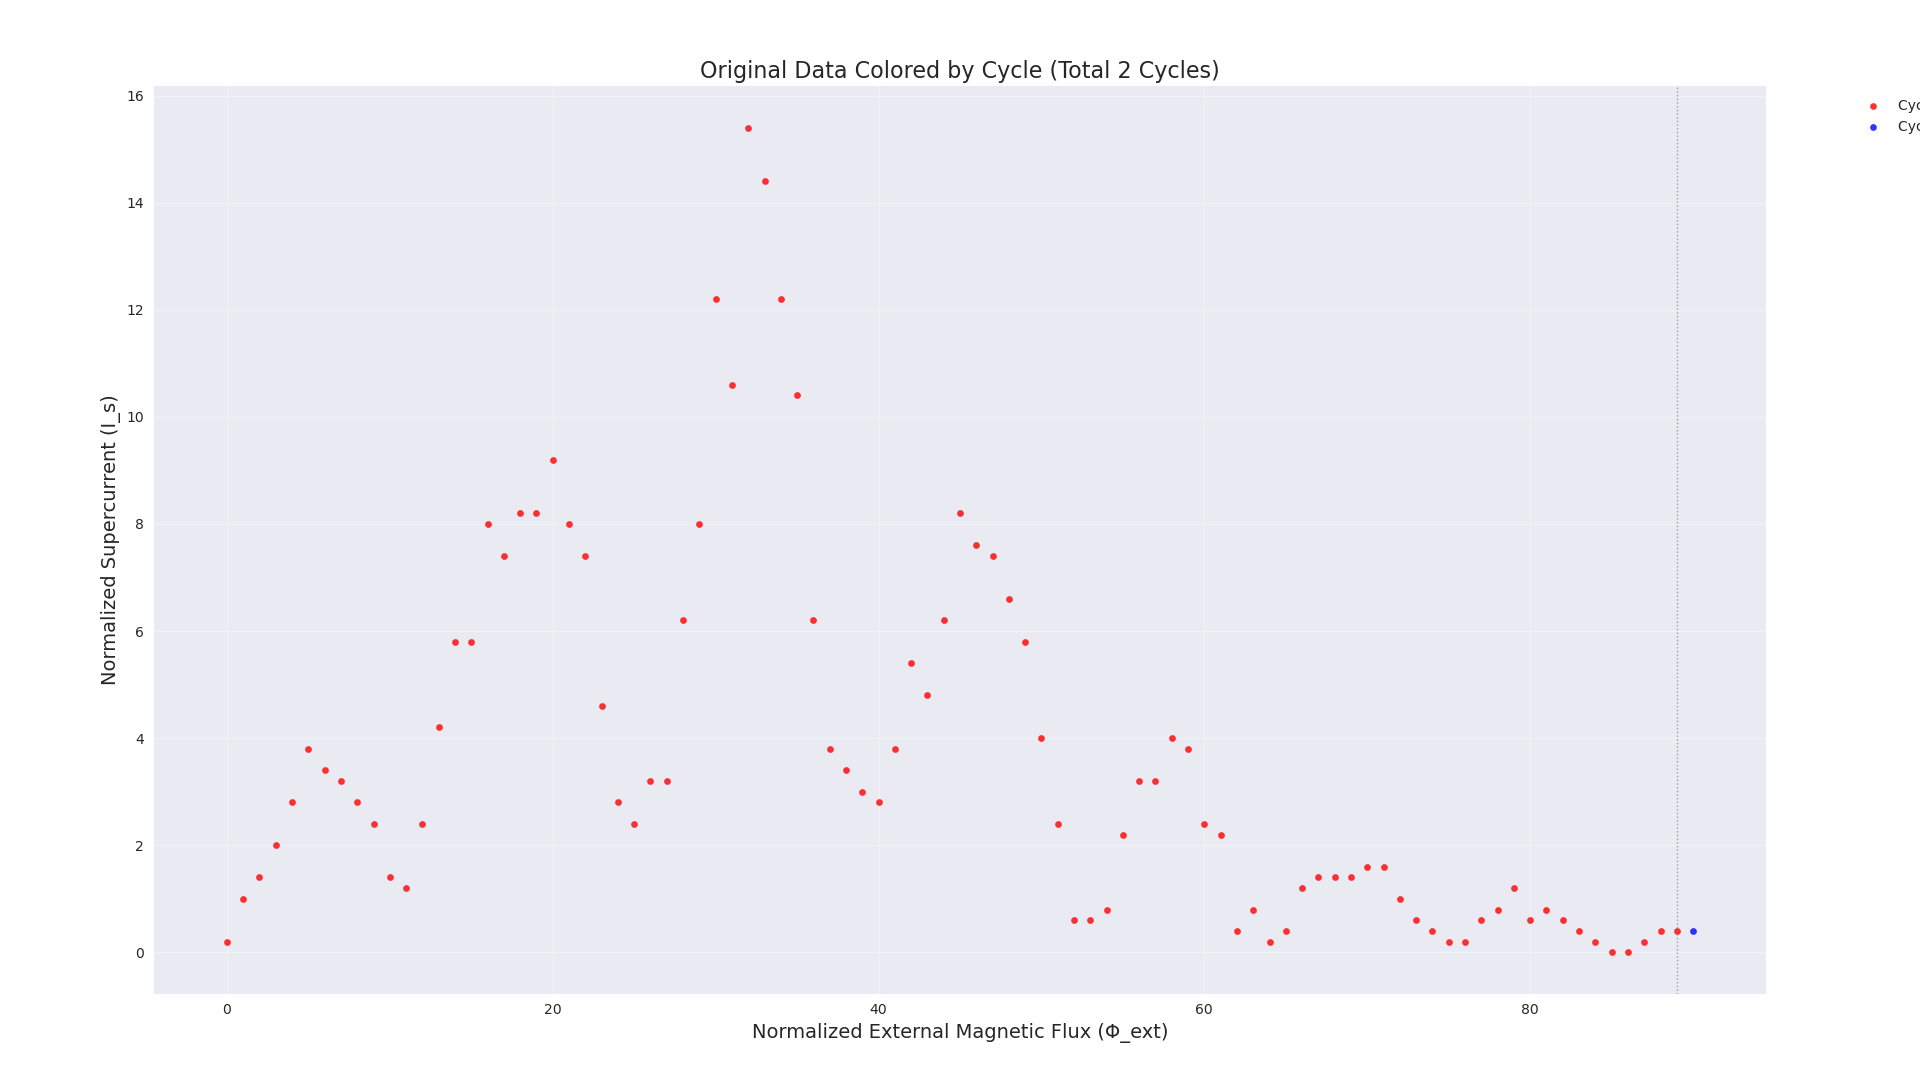 Original Data Colored by Cycle (Total 2 Cycles)
16
14
12
10
8
6
4
2
0
Normalized Supercurrent (I_s)
0 20 40 60 80
Normalized External Magnetic Flux (Φ_ext)
Cyc
Cyc